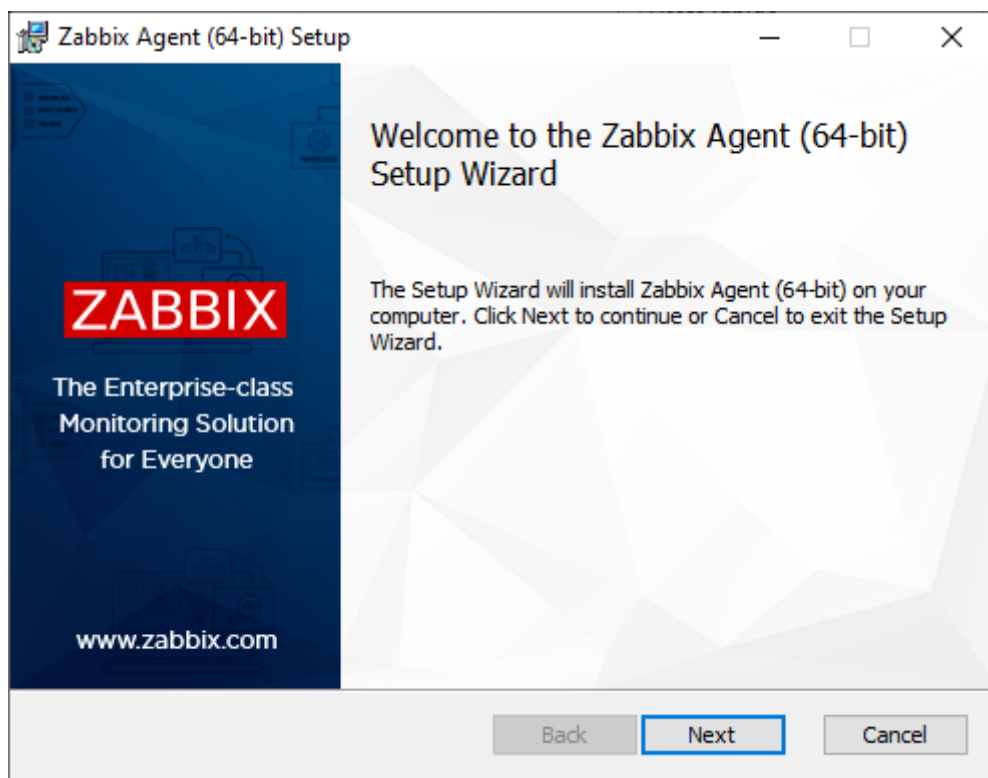 Zabbix Agent (64-bit) Setup
ZABBIX
The Enterprise-class
Monitoring Solution
for Everyone
www.zabbix.com
Welcome to the Zabbix Agent (64-bit)
Setup Wizard
The Setup Wizard will install Zabbix Agent (64-bit) on your
computer. Click Next to continue or Cancel to exit the Setup
Wizard.
Back
Next
Cancel